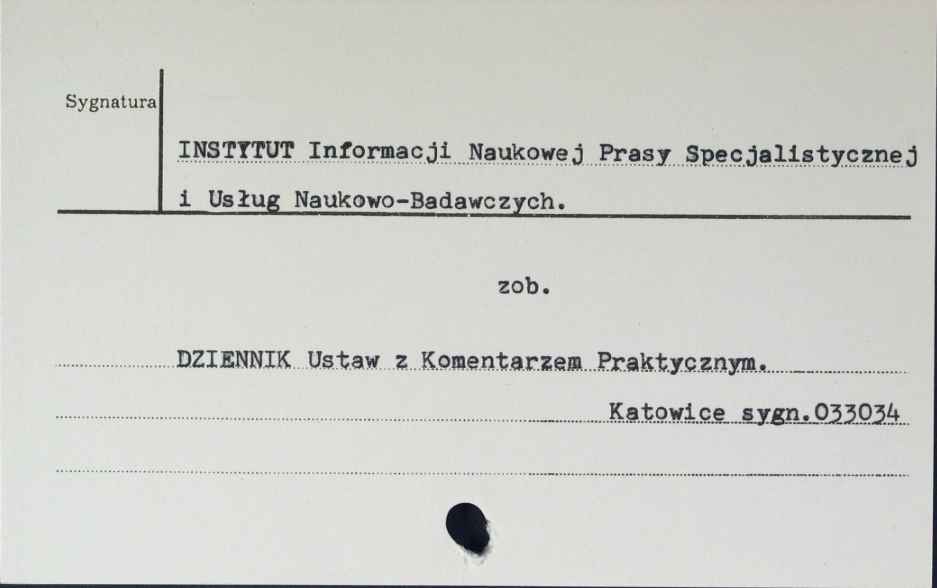 Sygnatura
INSTYTUT Informacji Naukowej Prasy Specjalistycznej
i Usług Naukowo-Badawczych.
zob.
DZIENNIK Ustaw z Komentarzem Praktycznym.
Katowice sygn.033034